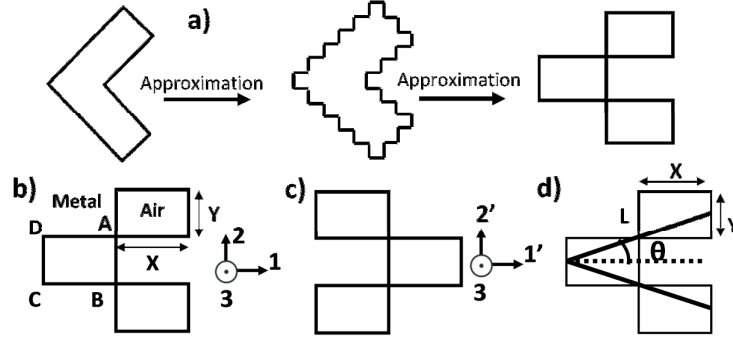 a)
Approximation
Approximation
b)
Metal
Air
Y
D
A
X
C
B
2
1
3
c)
2'
1'
3
d)
X
L
Y
θ